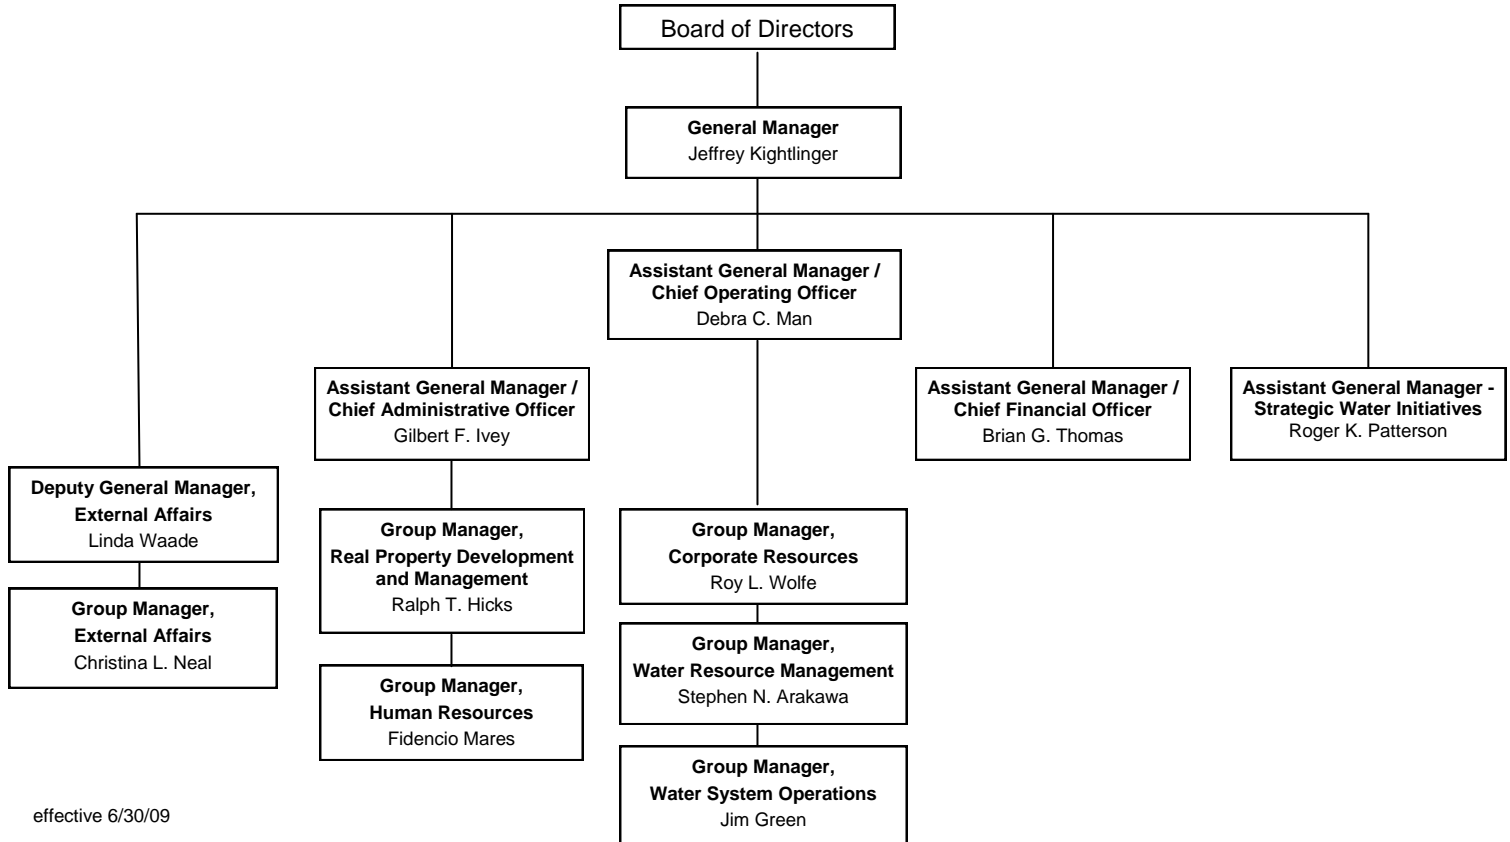 Board of Directors
General Manager
Jeffrey Kightlinger
Assistant General Manager /
Chief Operating Officer
Debra C. Man
Assistant General Manager /
Chief Administrative Officer
Gilbert F. Ivey
Assistant General Manager /
Chief Financial Officer
Brian G. Thomas
Assistant General Manager -
Strategic Water Initiatives
Roger K. Patterson
Deputy General Manager,
External Affairs
Linda Waade
Group Manager,
External Affairs
Christina L. Neal
Group Manager,
Real Property Development
and Management
Ralph T. Hicks
Group Manager,
Human Resources
Fidencio Mares
Group Manager,
Corporate Resources
Roy L. Wolfe
Group Manager,
Water Resource Management
Stephen N. Arakawa
Group Manager,
Water System Operations
Jim Green
effective 6/30/09